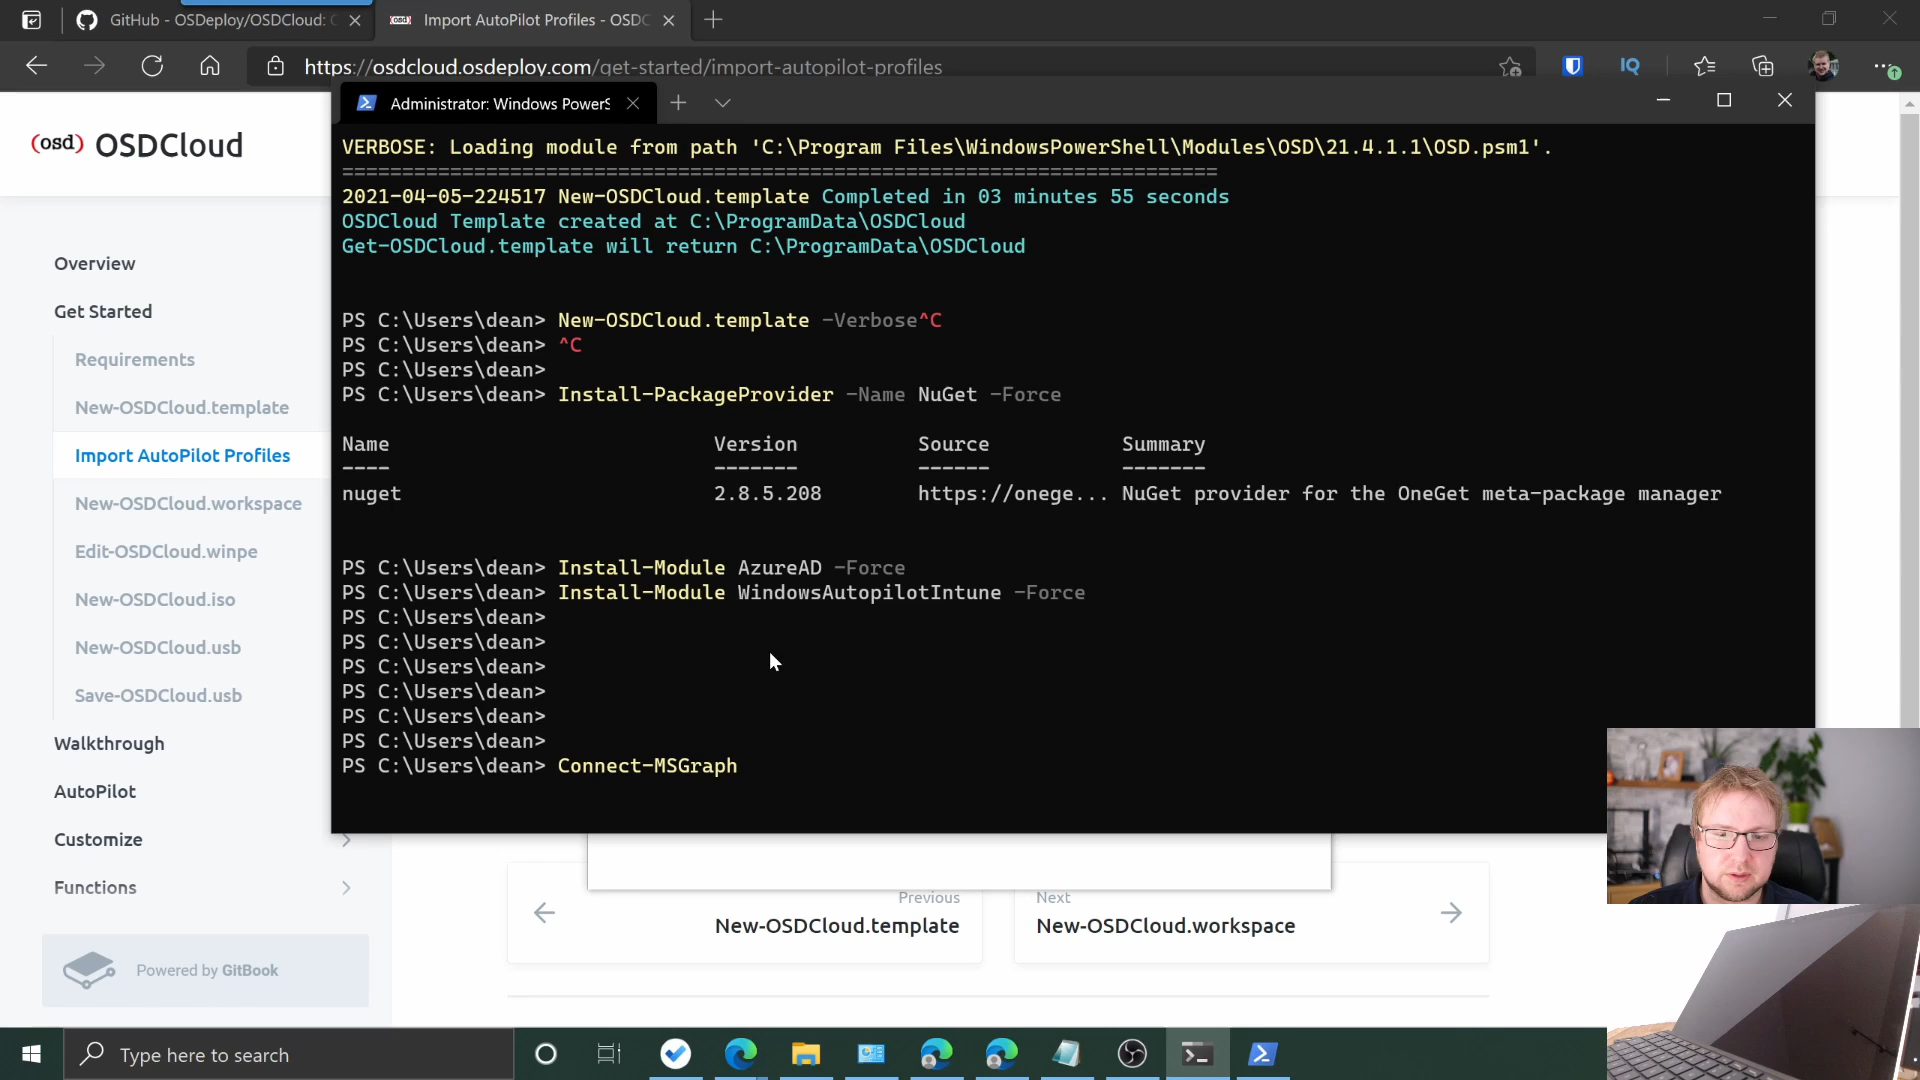 GitHub - OSDeploy/OSDCloud:
Import AutoPilot Profiles - OSDC
https://osdcloud.osdeploy.com/get-started/import-autopilot-profiles
IQ
Administrator: Windows PowerS
(osd) OSDCloud
Overview
Get Started
Requirements
New-OSDCloud.template
Import AutoPilot Profiles
New-OSDCloud.workspace
Edit-OSDCloud.winpe
New-OSDCloud.iso
New-OSDCloud.usb
Save-OSDCloud.usb
Walkthrough
AutoPilot
Customize
Functions
Powered by GitBook
VERBOSE: Loading module from path 'C:\Program Files\WindowsPowerShell\Modules\OSD\21.4.1.1\OSD.psm1'.
=========================================================================
2021-04-05-224517 New-OSDCloud.template Completed in 03 minutes 55 seconds
OSDCloud Template created at C:\ProgramData\OSDCloud
Get-OSDCloud.template will return C:\ProgramData\OSDCloud
PS C:\Users\dean> New-OSDCloud.template -Verbose^C
PS C:\Users\dean> ^C
PS C:\Users\dean>
PS C:\Users\dean> Install-PackageProvider -Name NuGet -Force
Name Version Source Summary
---- ------- ------ -------
nuget 2.8.5.208 https://onege... NuGet provider for the OneGet meta-package manager
PS C:\Users\dean> Install-Module AzureAD -Force
PS C:\Users\dean> Install-Module WindowsAutopilotIntune -Force
PS C:\Users\dean>
PS C:\Users\dean>
PS C:\Users\dean>
PS C:\Users\dean>
PS C:\Users\dean>
PS C:\Users\dean>
PS C:\Users\dean> Connect-MSGraph
Previous
New-OSDCloud.template
Next
New-OSDCloud.workspace
Type here to search